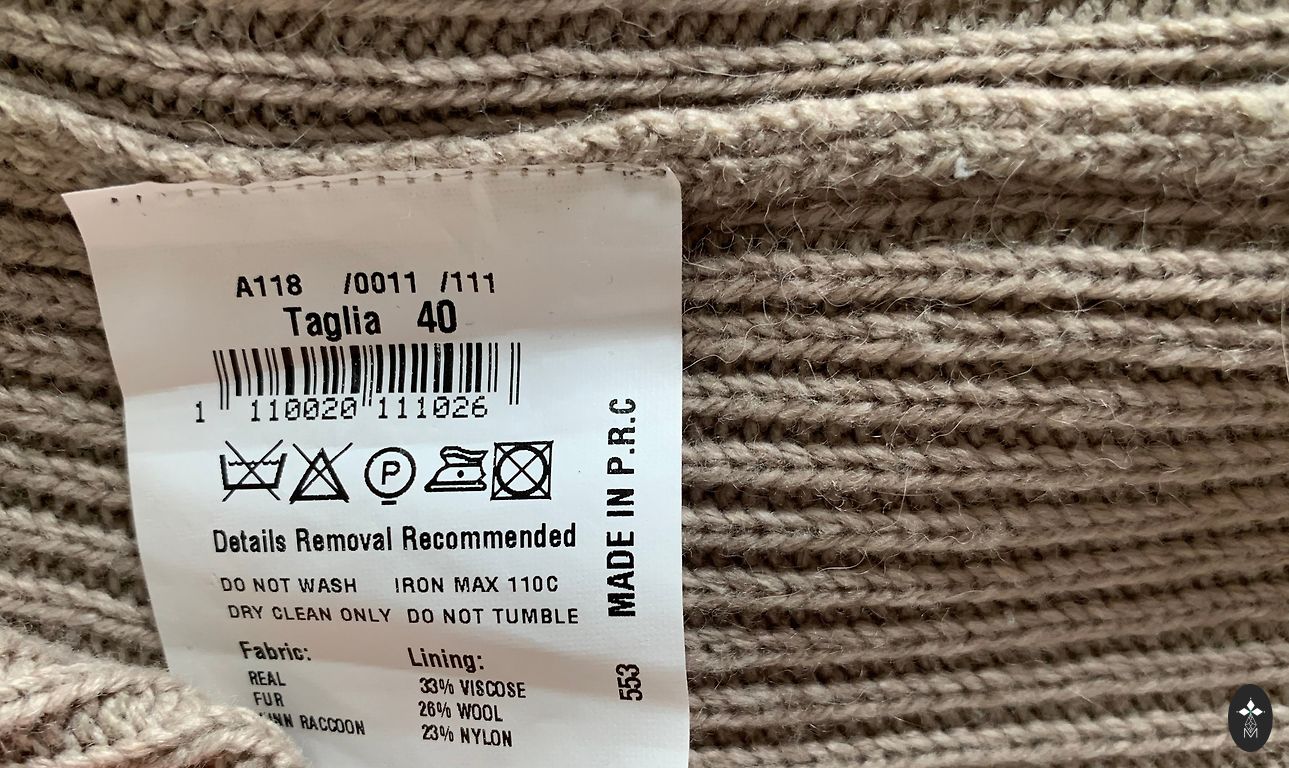 A118 /0011 /111
Taglia 40
1 110020 111026
P
Details Removal Recommended
DO NOT WASH IRON MAX 110C
DRY CLEAN ONLY DO NOT TUMBLE
Fabric:
REAL
FUR
RACCOON
Lining:
33% VISCOSE
26% WOOL
23% NYLON
MADE IN P.R.C
553
M